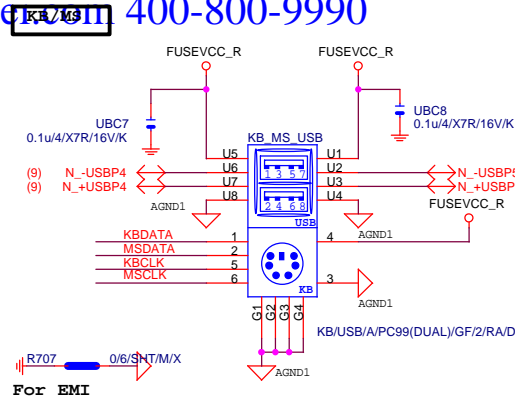 er.com 400-800-9990
KB/MS
FUSEVCC_R
FUSEVCC_R
UBC7
0.1u/4/X7R/16V/K
UBC8
0.1u/4/X7R/16V/K
KB_MS_USB
U5
U6
U7
U8
U1
U2
U3
U4
1 3 5 7
2 4 6 8
USB
(9) N_-USBP4
(9) N_+USBP4
N_-USBP5
N_+USBP
FUSEVCC_R
AGND1
AGND1
KBDATA
MSDATA
KBCLK
MSCLK
1
2
5
6
4
3
KB
AGND1
G1
G2
G3
G4
KB/USB/A/PC99(DUAL)/GF/2/RA/D
AGND1
R707
0/6/SHT/M/X
For EMI